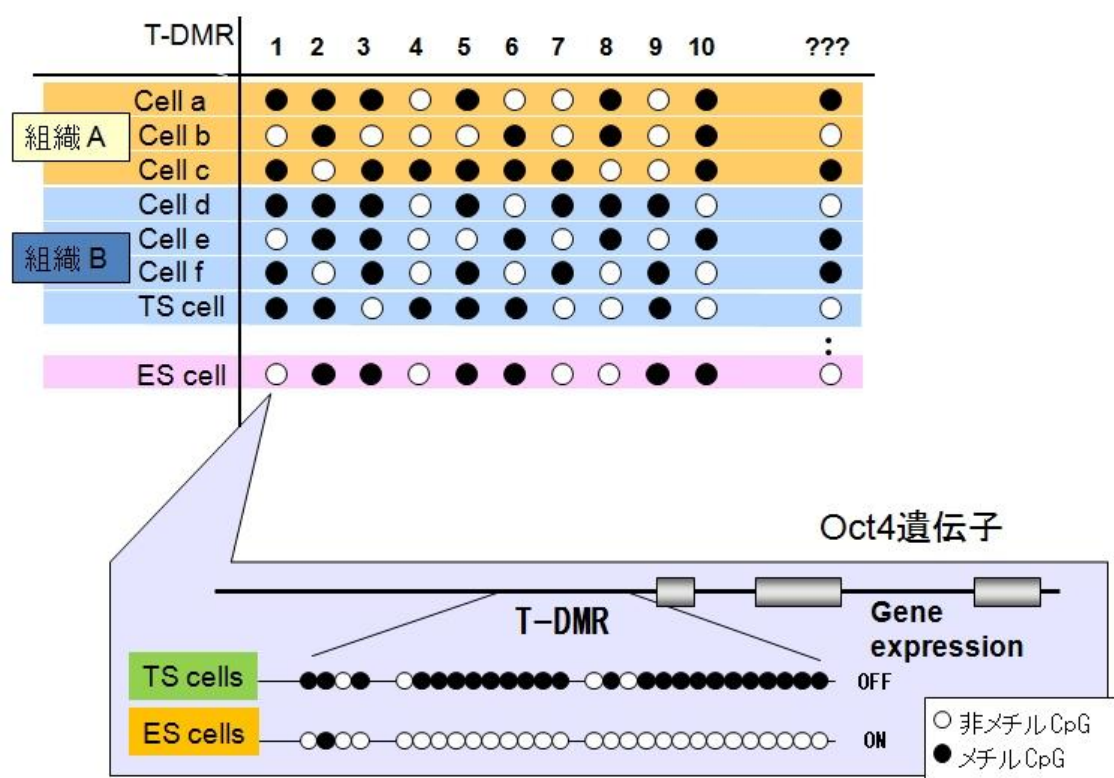 T-DMR 1 2 3 4 5 6 7 8 9 10 ???
Cell a
組織 A Cell b
Cell c
Cell d
組織 B Cell e
Cell f
TS cell
ES cell
Oct4遺伝子
T-DMR
Gene
expression
TS cells OFF
ES cells ON
○ 非メチルCpG
● メチルCpG